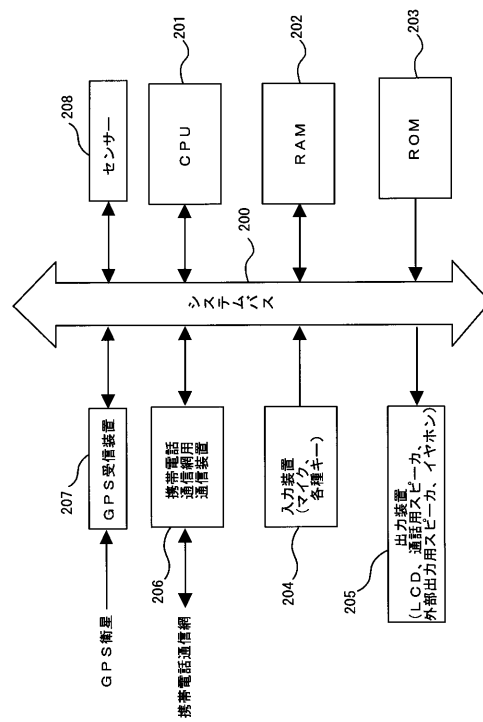 208
センサー
201
CPU
202
RAM
203
ROM
200
システムバス
GPS衛星
207
GPS受信装置
携帯電話通信網
206
携帯電話
通信網用
通信装置
204
入力装置
(マイク、
各種キー)
205
出力装置
(LCD、通話用スピーカ、
外部出力用スピーカ、イヤホン)